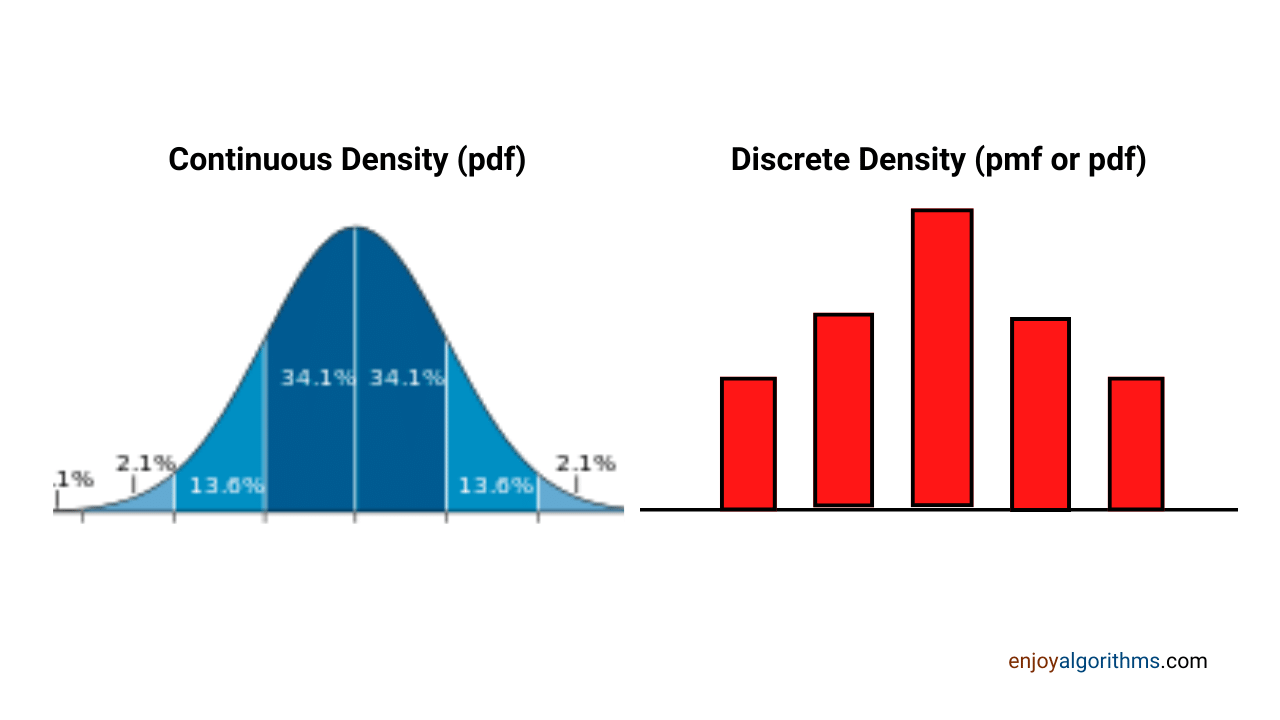 Continuous Density (pdf)
Discrete Density (pmf or pdf)
34.1% 34.1%
.1% 2.1% 13.6% 13.6% 2.1%
enjoyalgorithms.com